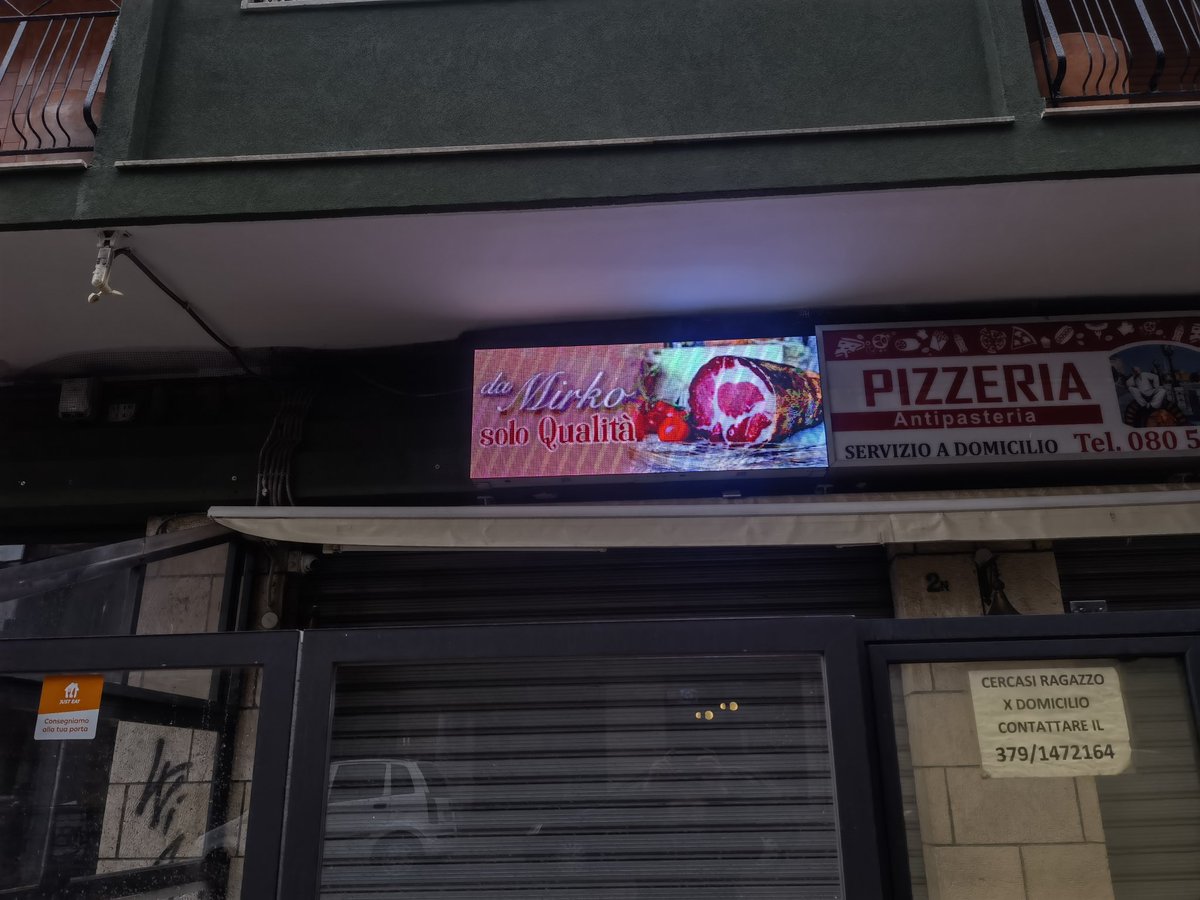 da Mirko
solo Qualità
PIZZERIA
Antipasteria
SERVIZIO A DOMICILIO
Tel. 080 5
2N
JUST EAT
Consegniamo
alla tua porta
CERCASI RAGAZZO
X DOMICILIO
CONTATTARE IL
379/1472164